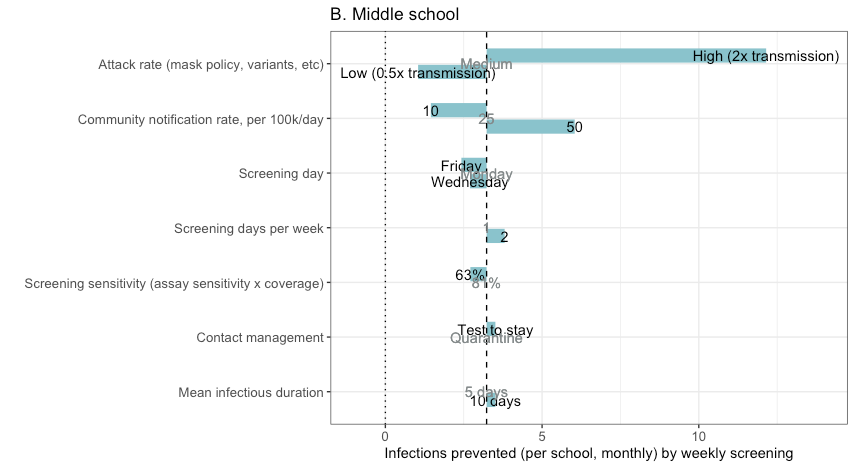 B. Middle school
Attack rate (mask policy, variants, etc)
Medium
High (2x transmission)
Low (0.5x transmission)
Community notification rate, per 100k/day
10
25
50
Screening day
Friday
Monday
Wednesday
Screening days per week
1
2
Screening sensitivity (assay sensitivity x coverage)
63%
81%
Contact management
Test to stay
Quarantine
Mean infectious duration
5 days
10 days
0
5
10
Infections prevented (per school, monthly) by weekly screening